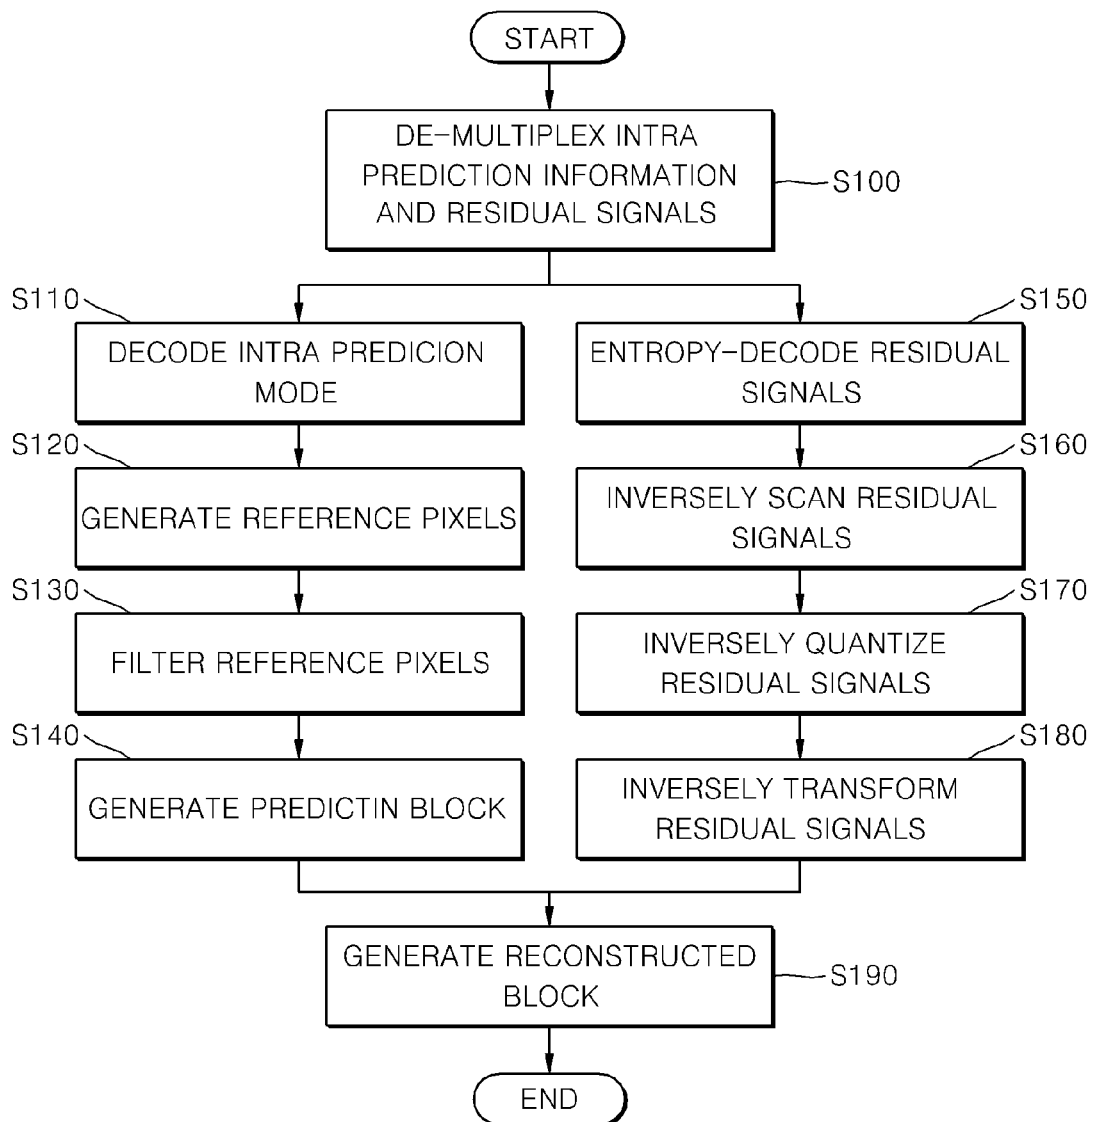 START
DE-MULTIPLEX INTRA
PREDICTION INFORMATION
AND RESIDUAL SIGNALS
S100
S110
DECODE INTRA PREDICION
MODE
S120
GENERATE REFERENCE PIXELS
S130
FILTER REFERENCE PIXELS
S140
GENERATE PREDICTIN BLOCK
S150
ENTROPY-DECODE RESIDUAL
SIGNALS
S160
INVERSELY SCAN RESIDUAL
SIGNALS
S170
INVERSELY QUANTIZE
RESIDUAL SIGNALS
S180
INVERSELY TRANSFORM
RESIDUAL SIGNALS
GENERATE RECONSTRUCTED
BLOCK
S190
END